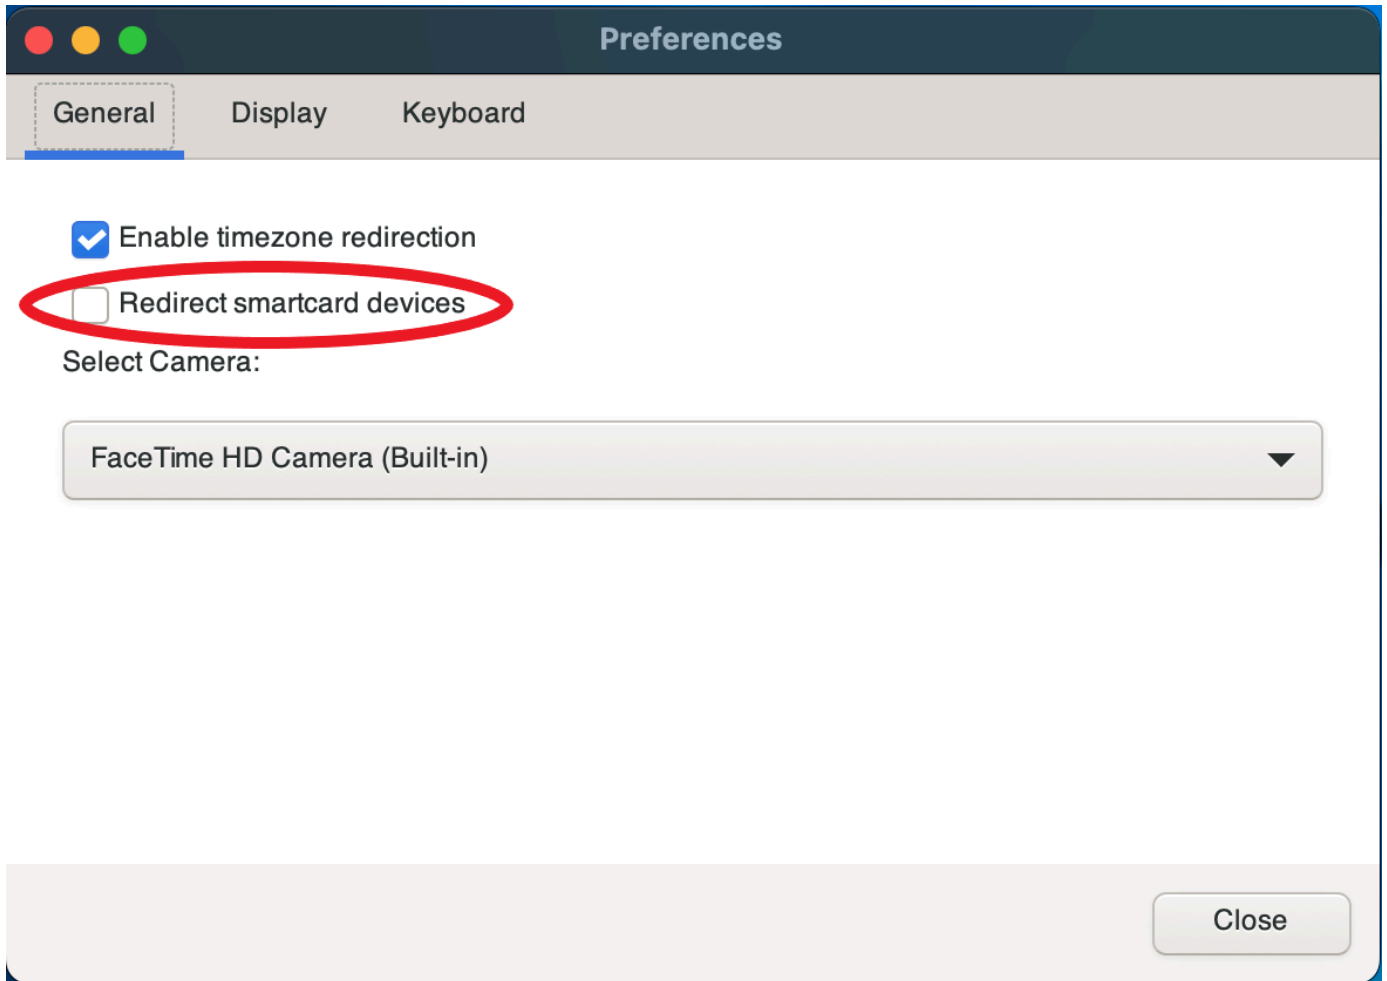 Preferences
General Display Keyboard
Enable timezone redirection
Redirect smartcard devices
Select Camera:
FaceTime HD Camera (Built-in)
Close